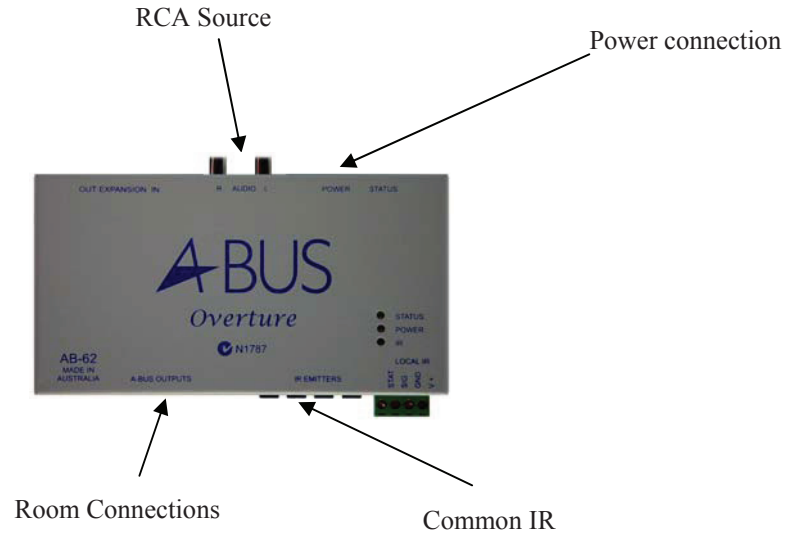 RCA Source
Power connection
OUT EXPANSION IN
R AUDIO L
POWER
STATUS
A-BUS
Overture
N1787
STATUS
POWER
IR
LOCAL IR
STAT
SIG
GND
V +
AB-62
MADE IN
AUSTRALIA
A-BUS OUTPUTS
IR EMITTERS
Room Connections
Common IR